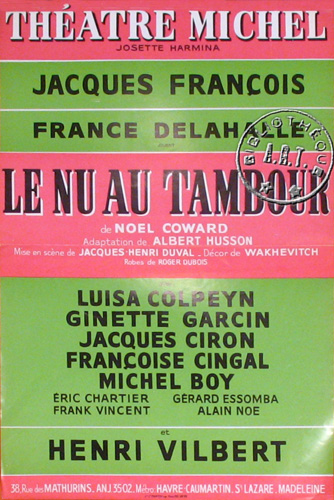 THÉATRE MICHEL
JOSETTE HARMINA
JACQUES FRANÇOIS
FRANCE DELAHALLE
BIBLIOTHÈQUE
A.R.T.
LE NU AU TAMBOUR
de NOEL COWARD
Adaptation de ALBERT HUSSON
Mise en scène de JACQUES HENRI DUVAL _ Décor de WAKHEVITCH
Robes de ROGER DUBOIS
LUISA COLPEYN
GINETTE GARCIN
JACQUES CIRON
FRANÇOISE CINGAL
MICHEL BOY
ÉRIC CHARTIER GÉRARD ESSOMBA
FRANK VINCENT ALAIN NOE
et
HENRI VILBERT
38, Rue des MATHURINS. ANJ. 35 02. Métro HAVRE-CAUMARTIN, St LAZARE, MADELEINE